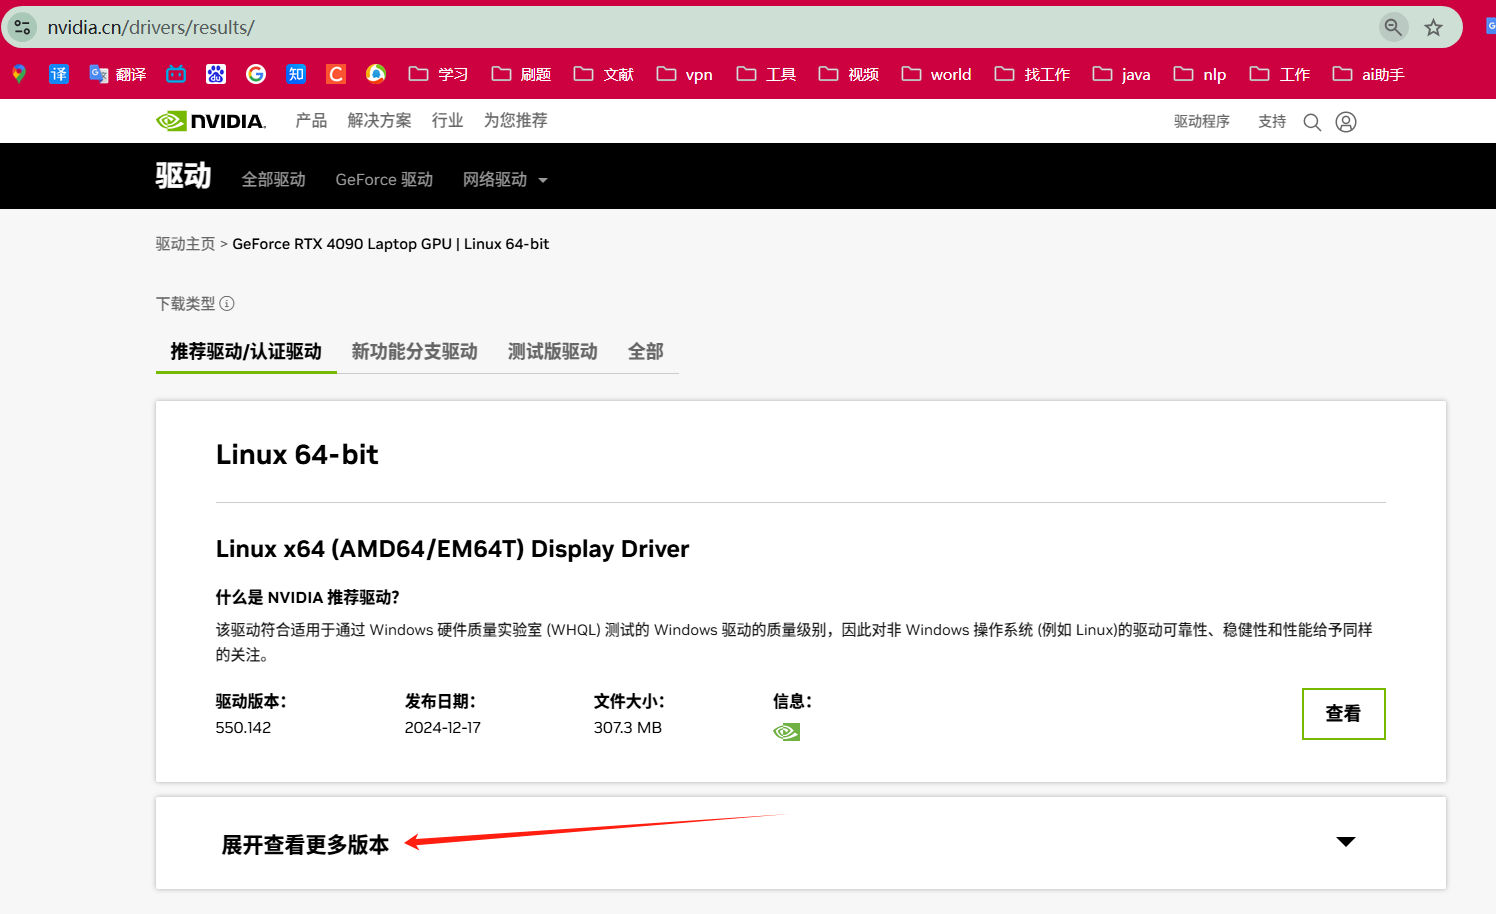 nvidia.cn/drivers/results/
译 翻译 du 知 C 学习 刷题 文献 vpn 工具 视频 world 找工作 java nlp 工作 ai助手
NVIDIA. 产品 解决方案 行业 为您推荐 驱动程序 支持
驱动 全部驱动 GeForce 驱动 网络驱动
驱动主页 > GeForce RTX 4090 Laptop GPU | Linux 64-bit
下载类型
推荐驱动/认证驱动 新功能分支驱动 测试版驱动 全部
Linux 64-bit
Linux x64 (AMD64/EM64T) Display Driver
什么是 NVIDIA 推荐驱动?
该驱动符合适用于通过 Windows 硬件质量实验室 (WHQL) 测试的 Windows 驱动的质量级别，因此对非 Windows 操作系统 (例如 Linux)的驱动可靠性、稳健性和性能给予同样
的关注。
驱动版本: 发布日期: 文件大小: 信息:
550.142 2024-12-17 307.3 MB
查看
展开查看更多版本